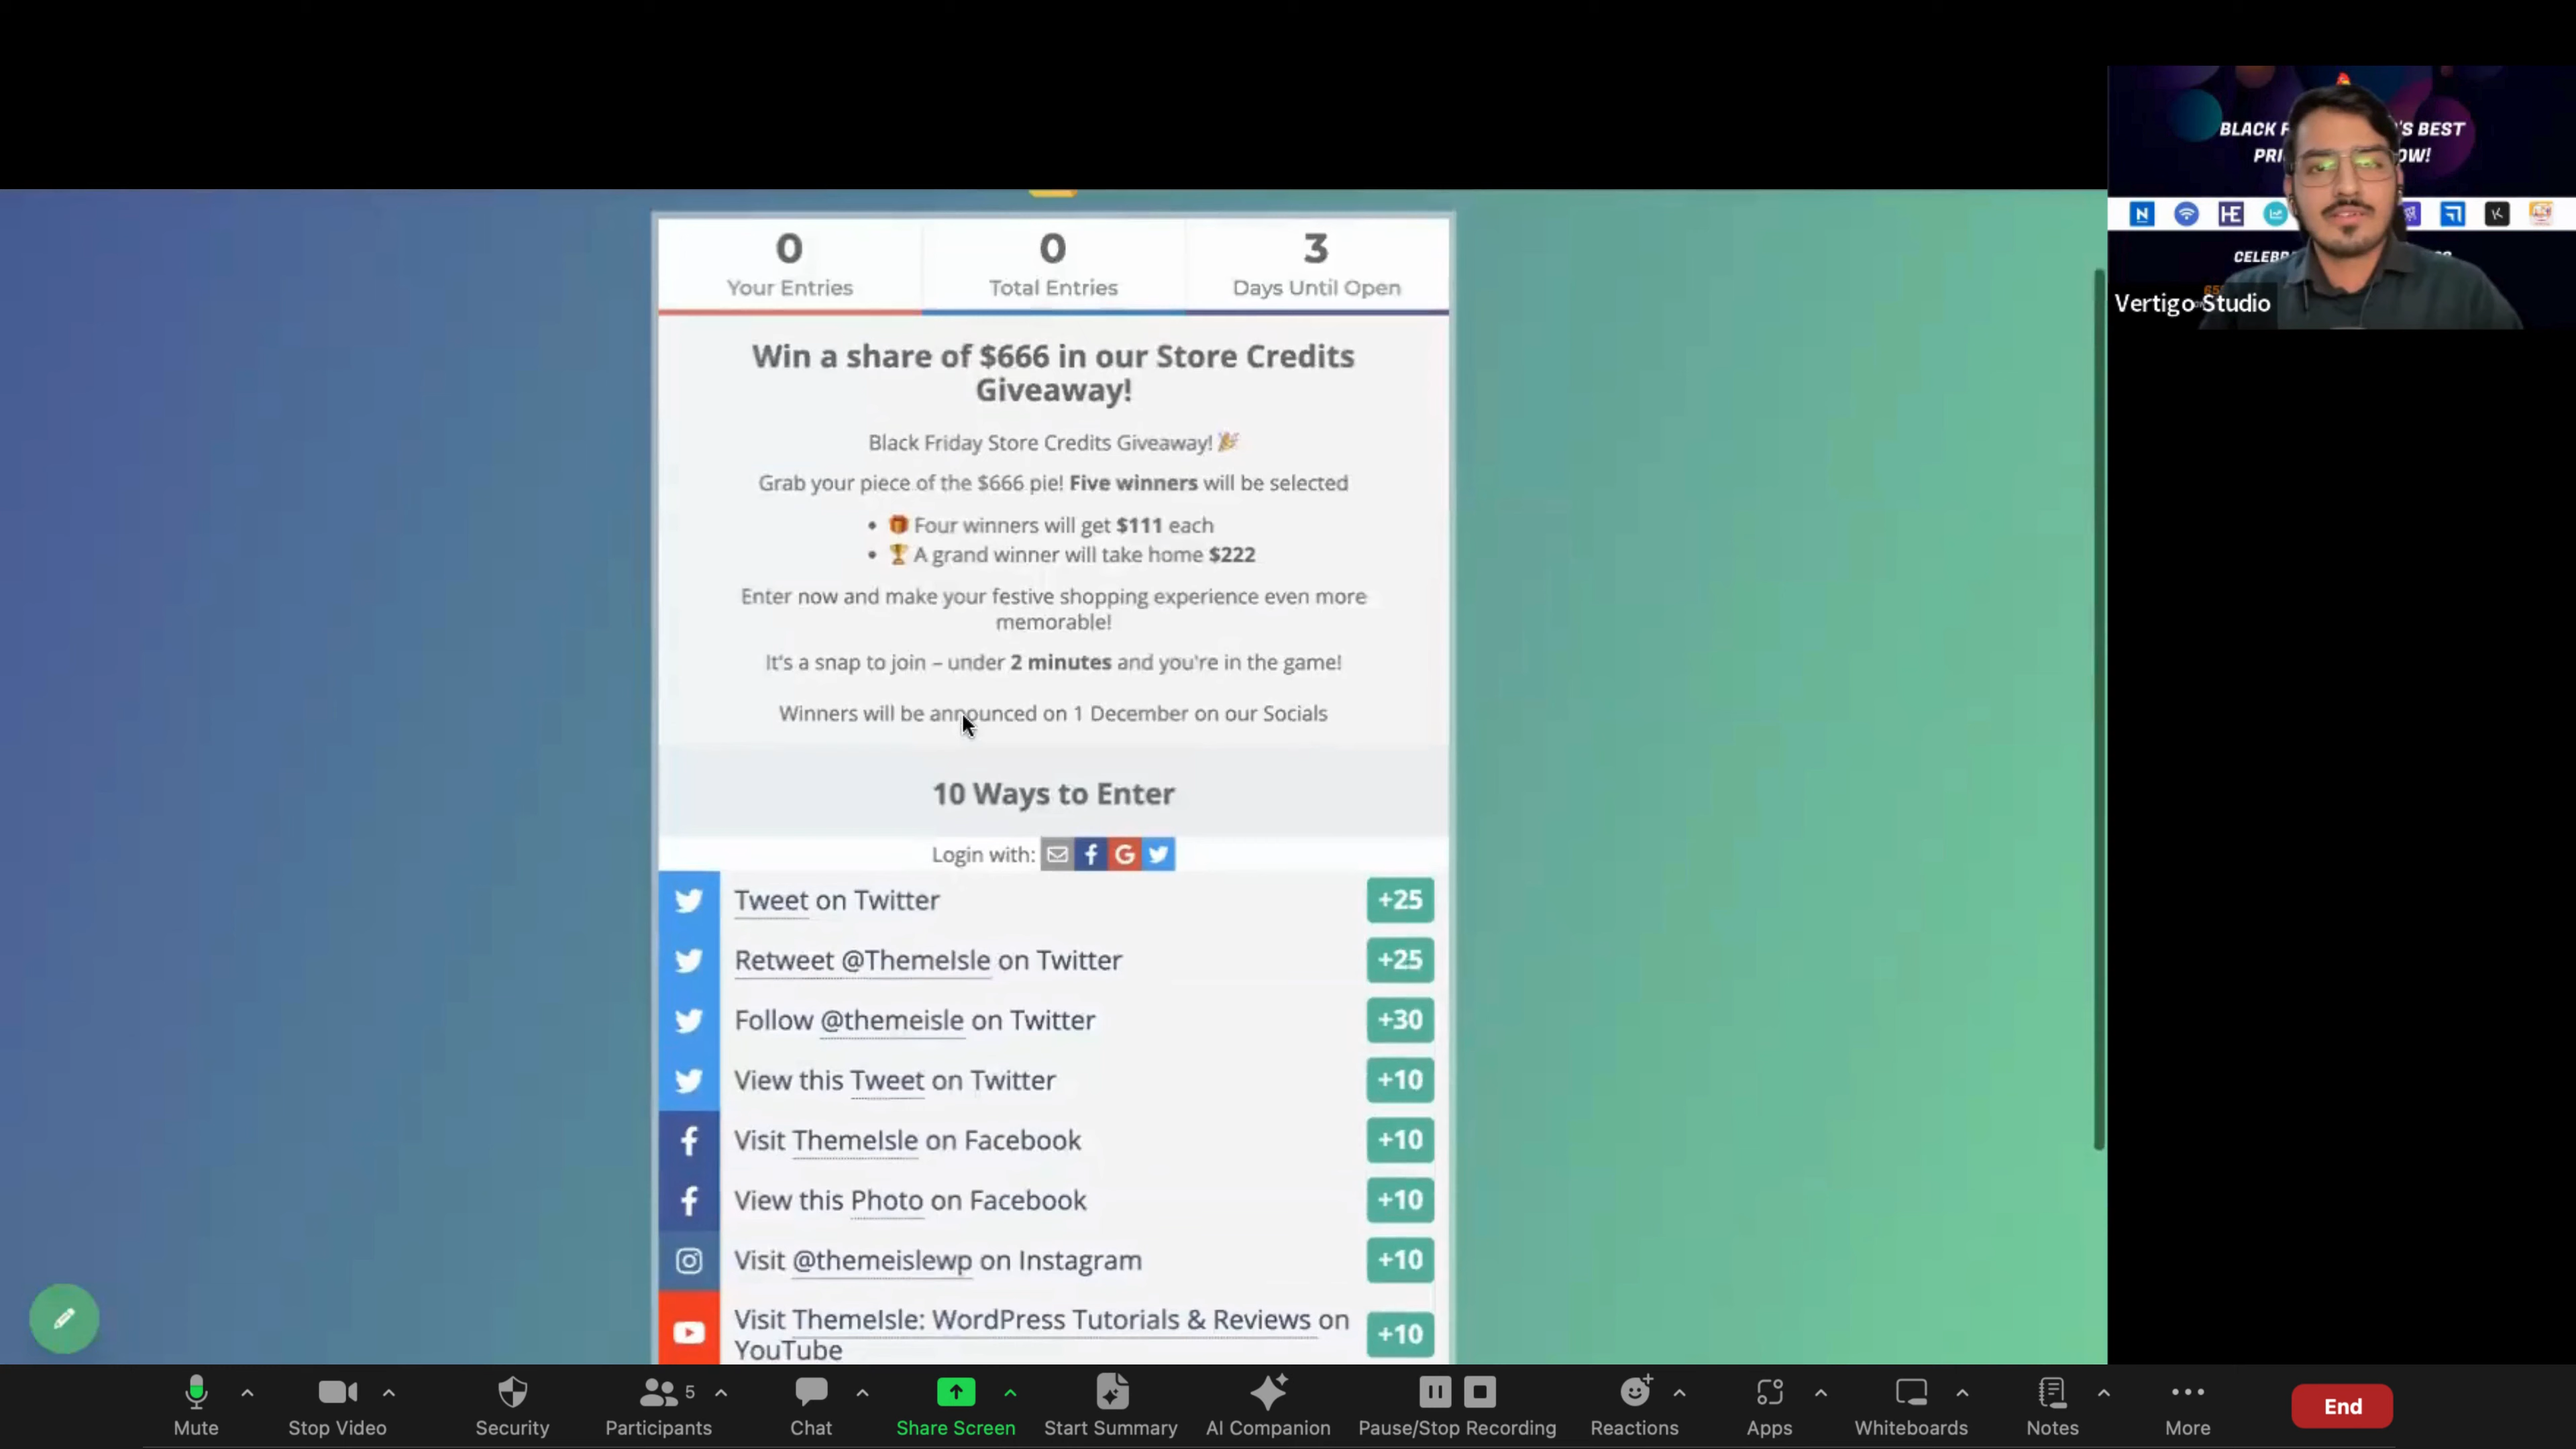 0
Your Entries
0
Total Entries
3
Days Until Open
Win a share of $666 in our Store Credits
Giveaway!
Black Friday Store Credits Giveaway! 🎉
Grab your piece of the $666 pie! Five winners will be selected
• 🎁 Four winners will get $111 each
• 🏆 A grand winner will take home $222
Enter now and make your festive shopping experience even more
memorable!
It's a snap to join – under 2 minutes and you're in the game!
Winners will be announced on 1 December on our Socials
10 Ways to Enter
Login with:
Tweet on Twitter
+25
Retweet @ThemeIsle on Twitter
+25
Follow @themeisle on Twitter
+30
View this Tweet on Twitter
+10
Visit ThemeIsle on Facebook
+10
View this Photo on Facebook
+10
Visit @themeislewp on Instagram
+10
Visit ThemeIsle: WordPress Tutorials & Reviews on
YouTube
+10
BLACK 'S BEST
HE
Vertigo Studio
Mute
Stop Video
Security
Participants
5
Chat
Share Screen
Start Summary
AI Companion
Pause/Stop Recording
Reactions
Apps
Whiteboards
Notes
More
End